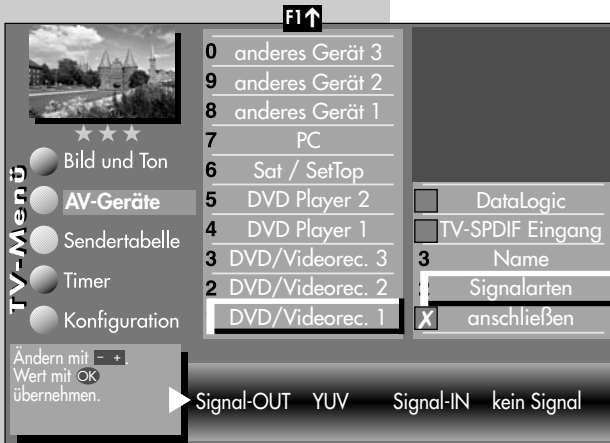 F1↑
0 anderes Gerät 3
9 anderes Gerät 2
8 anderes Gerät 1
7 PC
6 Sat / SetTop
5 DVD Player 2
4 DVD Player 1
3 DVD/Videorec. 3
2 DVD/Videorec. 2
DVD/Videorec. 1
TV-Menü
Bild und Ton
AV-Geräte
Sendertabelle
Timer
Konfiguration
DataLogic
TV-SPDIF Eingang
3 Name
2 Signalarten
X anschließen
Ändern mit - + .
Wert mit OK
übernehmen.
Signal-OUT YUV Signal-IN kein Signal